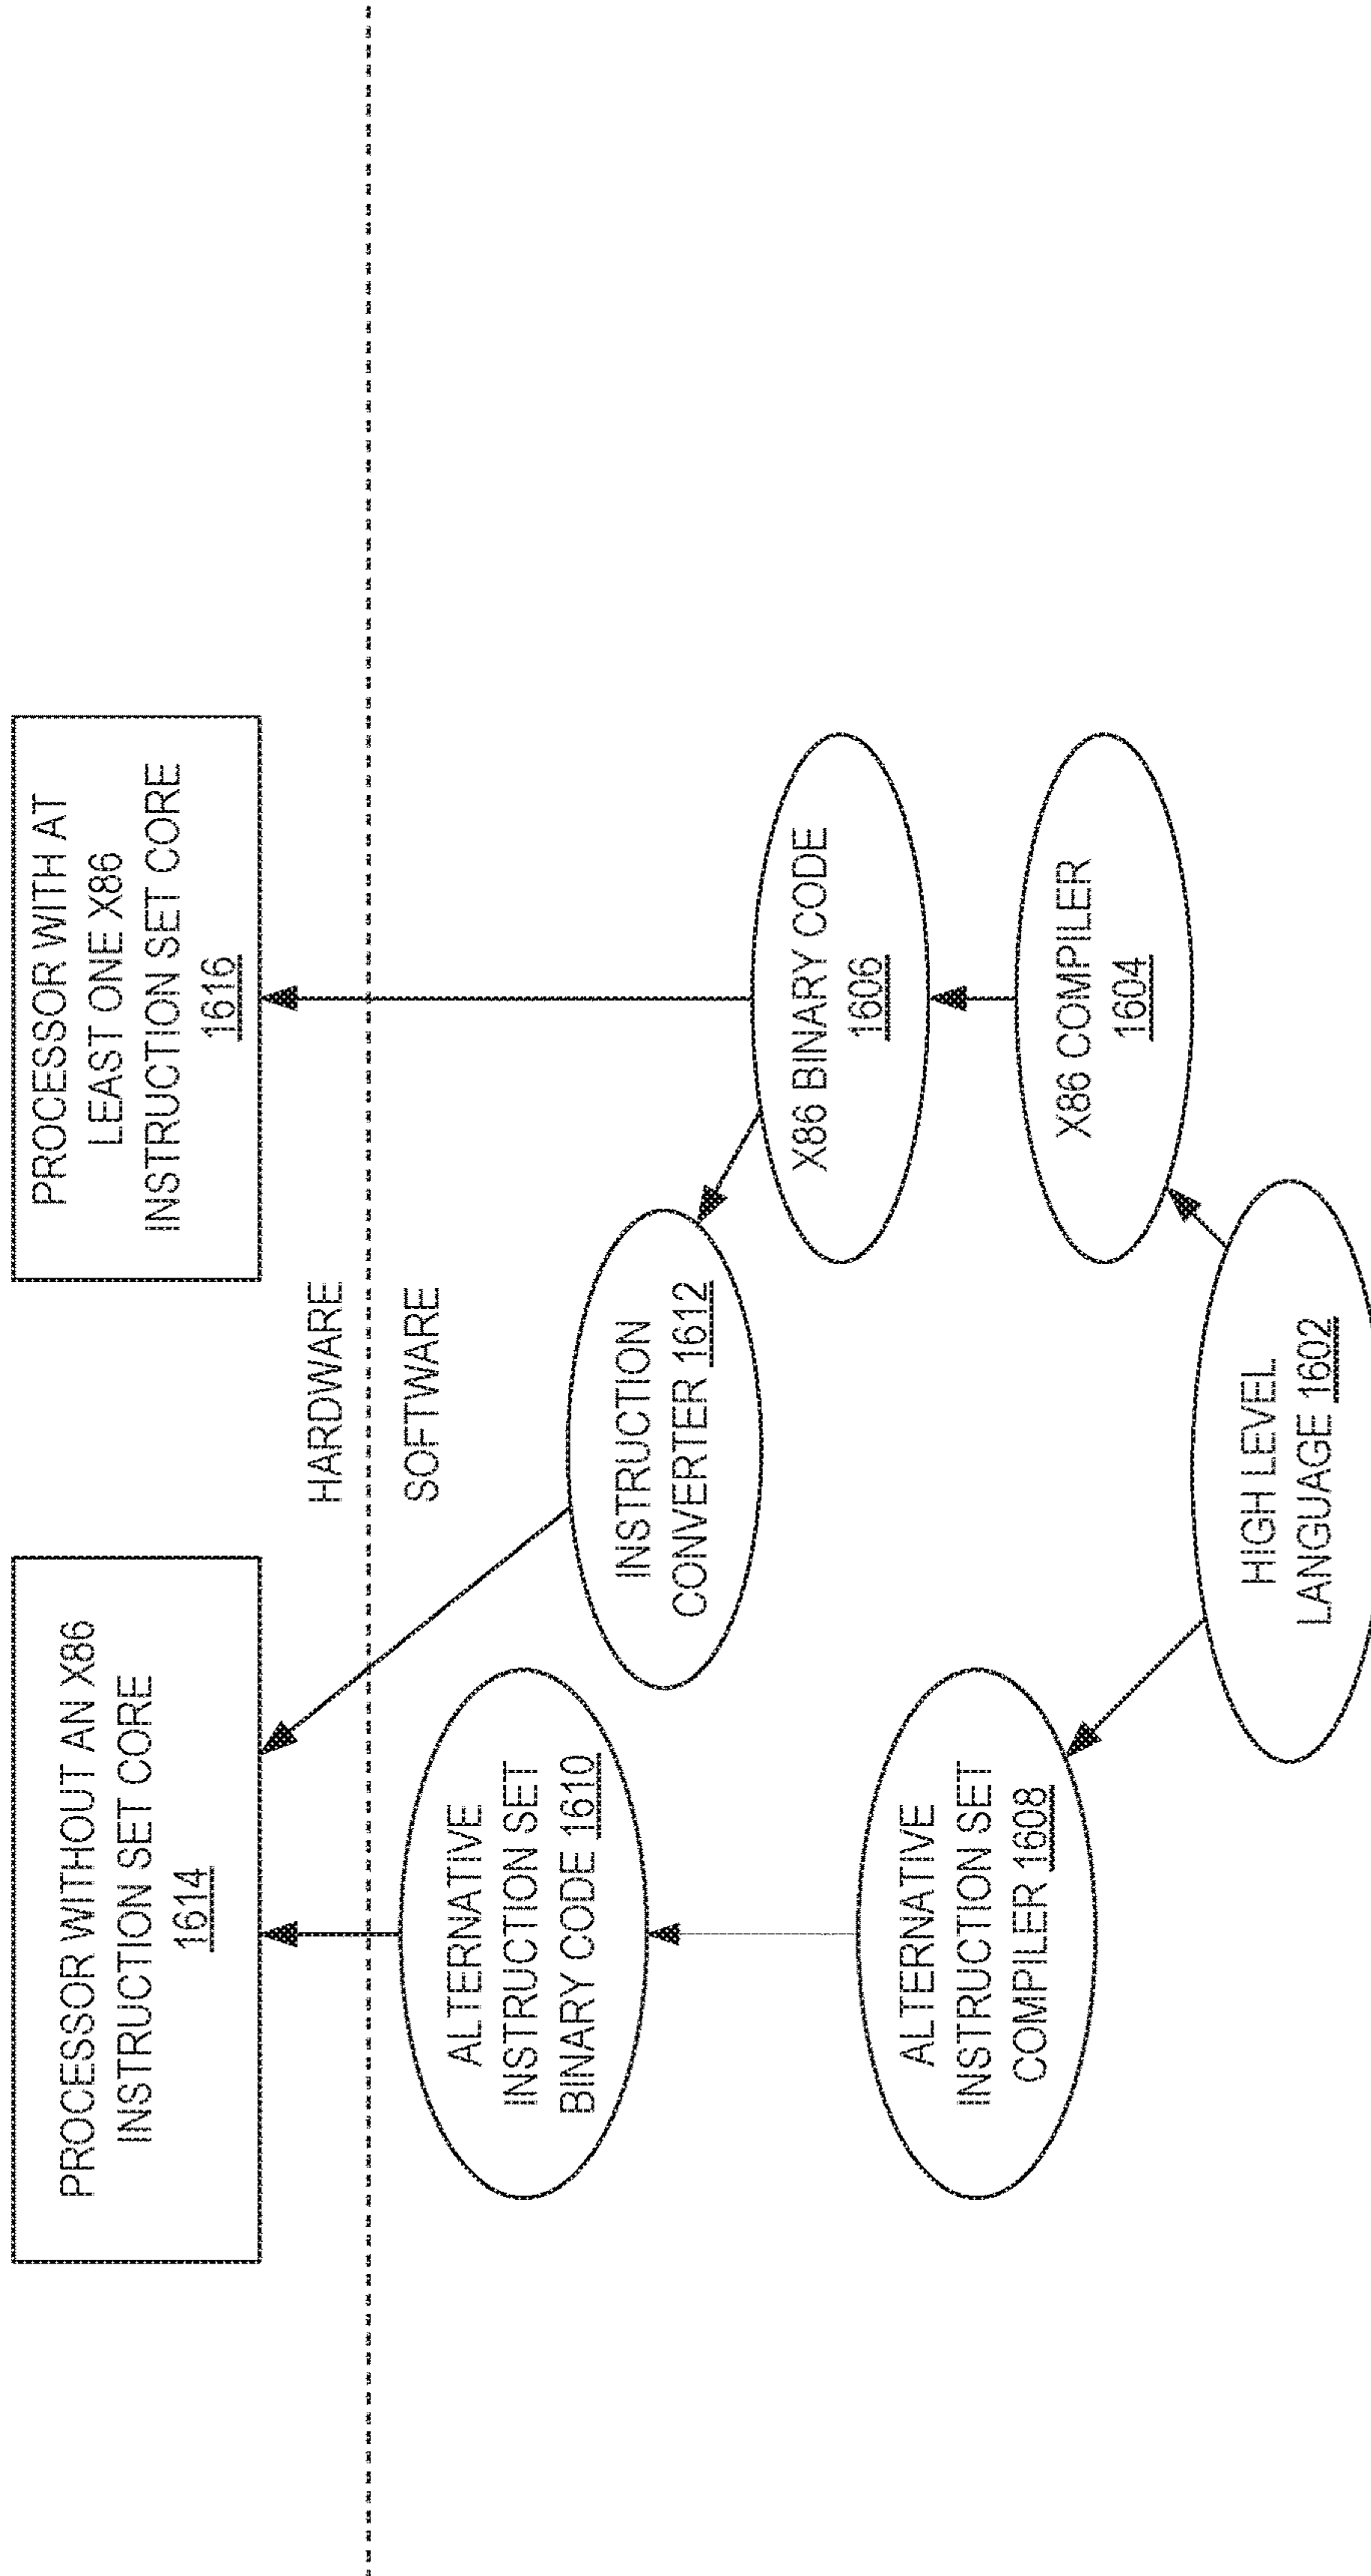 PROCESSOR WITHOUT AN X86
INSTRUCTION SET CORE
1614
PROCESSOR WITH AT
LEAST ONE X86
INSTRUCTION SET CORE
1616
HARDWARE
SOFTWARE
ALTERNATIVE
INSTRUCTION SET
BINARY CODE 1610
INSTRUCTION
CONVERTER 1612
X86 BINARY CODE
1606
ALTERNATIVE
INSTRUCTION SET
COMPILER 1608
X86 COMPILER
1604
HIGH LEVEL
LANGUAGE 1602